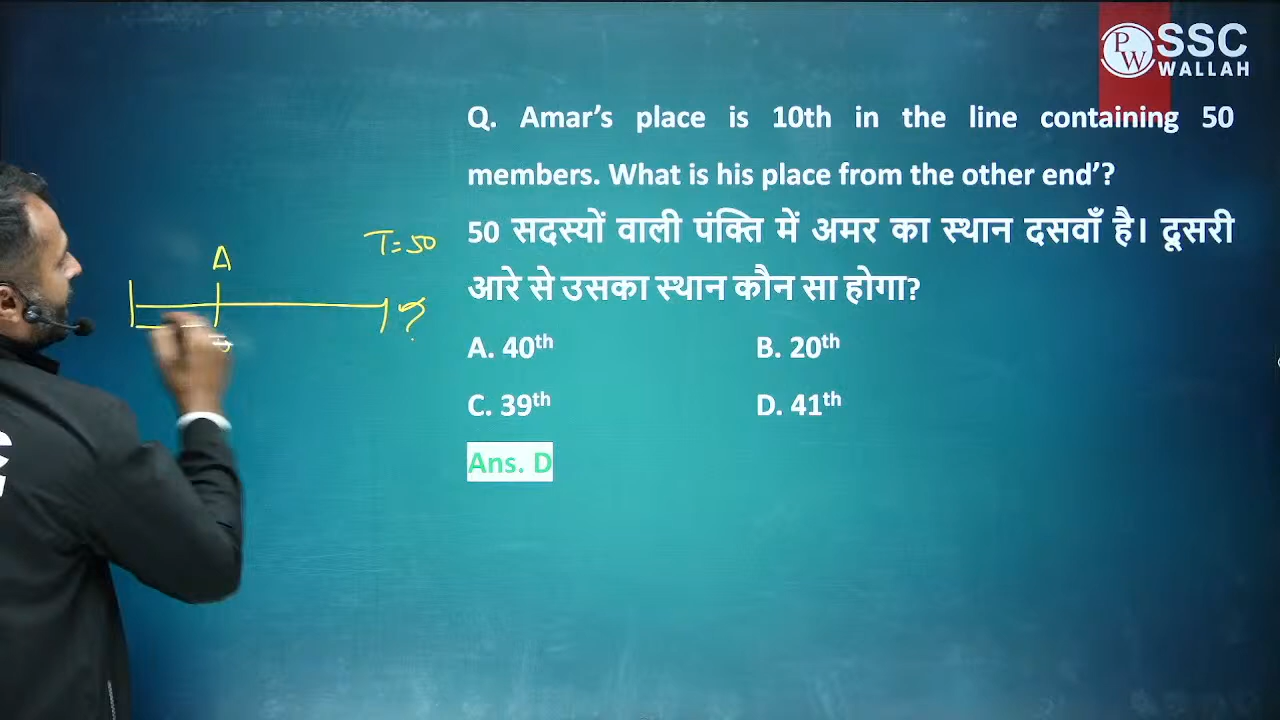 PW
SSC
WALLAH
Q. Amar’s place is 10th in the line containing 50
members. What is his place from the other end’?
50 सदस्यों वाली पंक्ति में अमर का स्थान दसवाँ है। दूसरी
आरे से उसका स्थान कौन सा होगा?
A. 40th
B. 20th
C. 39th
D. 41th
Ans. D
T=50
A
?